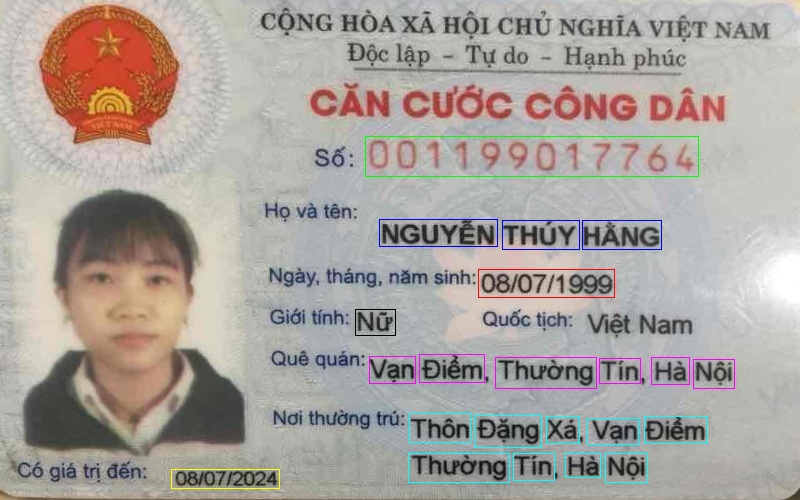 CỘNG HÒA XÃ HỘI CHỦ NGHĨA VIỆT NAM
Độc lập - Tự do - Hạnh phúc
CĂN CƯỚC CÔNG DÂN
Số: 001199017764
Họ và tên:
NGUYỄN THÚY HẰNG
Ngày, tháng, năm sinh: 08/07/1999
Giới tính: Nữ Quốc tịch: Việt Nam
Quê quán: Vạn Điểm, Thường Tín, Hà Nội
Nơi thường trú: Thôn Đặng Xá, Vạn Điểm
Thường Tín, Hà Nội
Có giá trị đến: 08/07/2024
VIỆT NAM